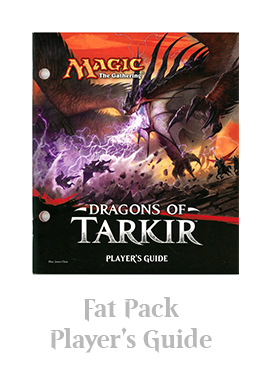 MAGIC
The Gathering
DRAGONS OF
TARKIR
PLAYER'S GUIDE
Fat Pack
Player's Guide